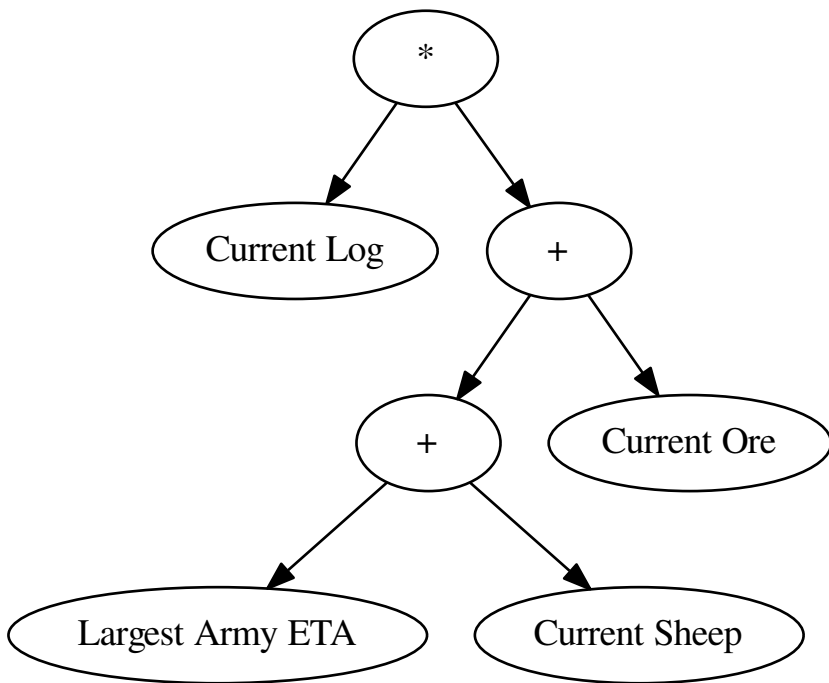 *
Current Log
+
+
Current Ore
Largest Army ETA
Current Sheep